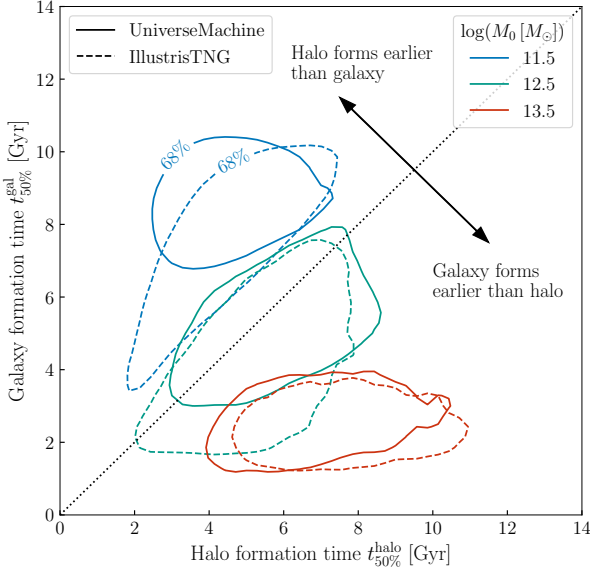 UniverseMachine
IllustrisTNG
log(M₀ [M☉])
11.5
12.5
13.5
Halo forms earlier
than galaxy
68%
68%
Galaxy forms
earlier than halo
Galaxy formation time t^gal_50% [Gyr]
14
12
10
8
6
4
2
0
0
2
4
6
8
10
12
14
Halo formation time t^halo_50% [Gyr]